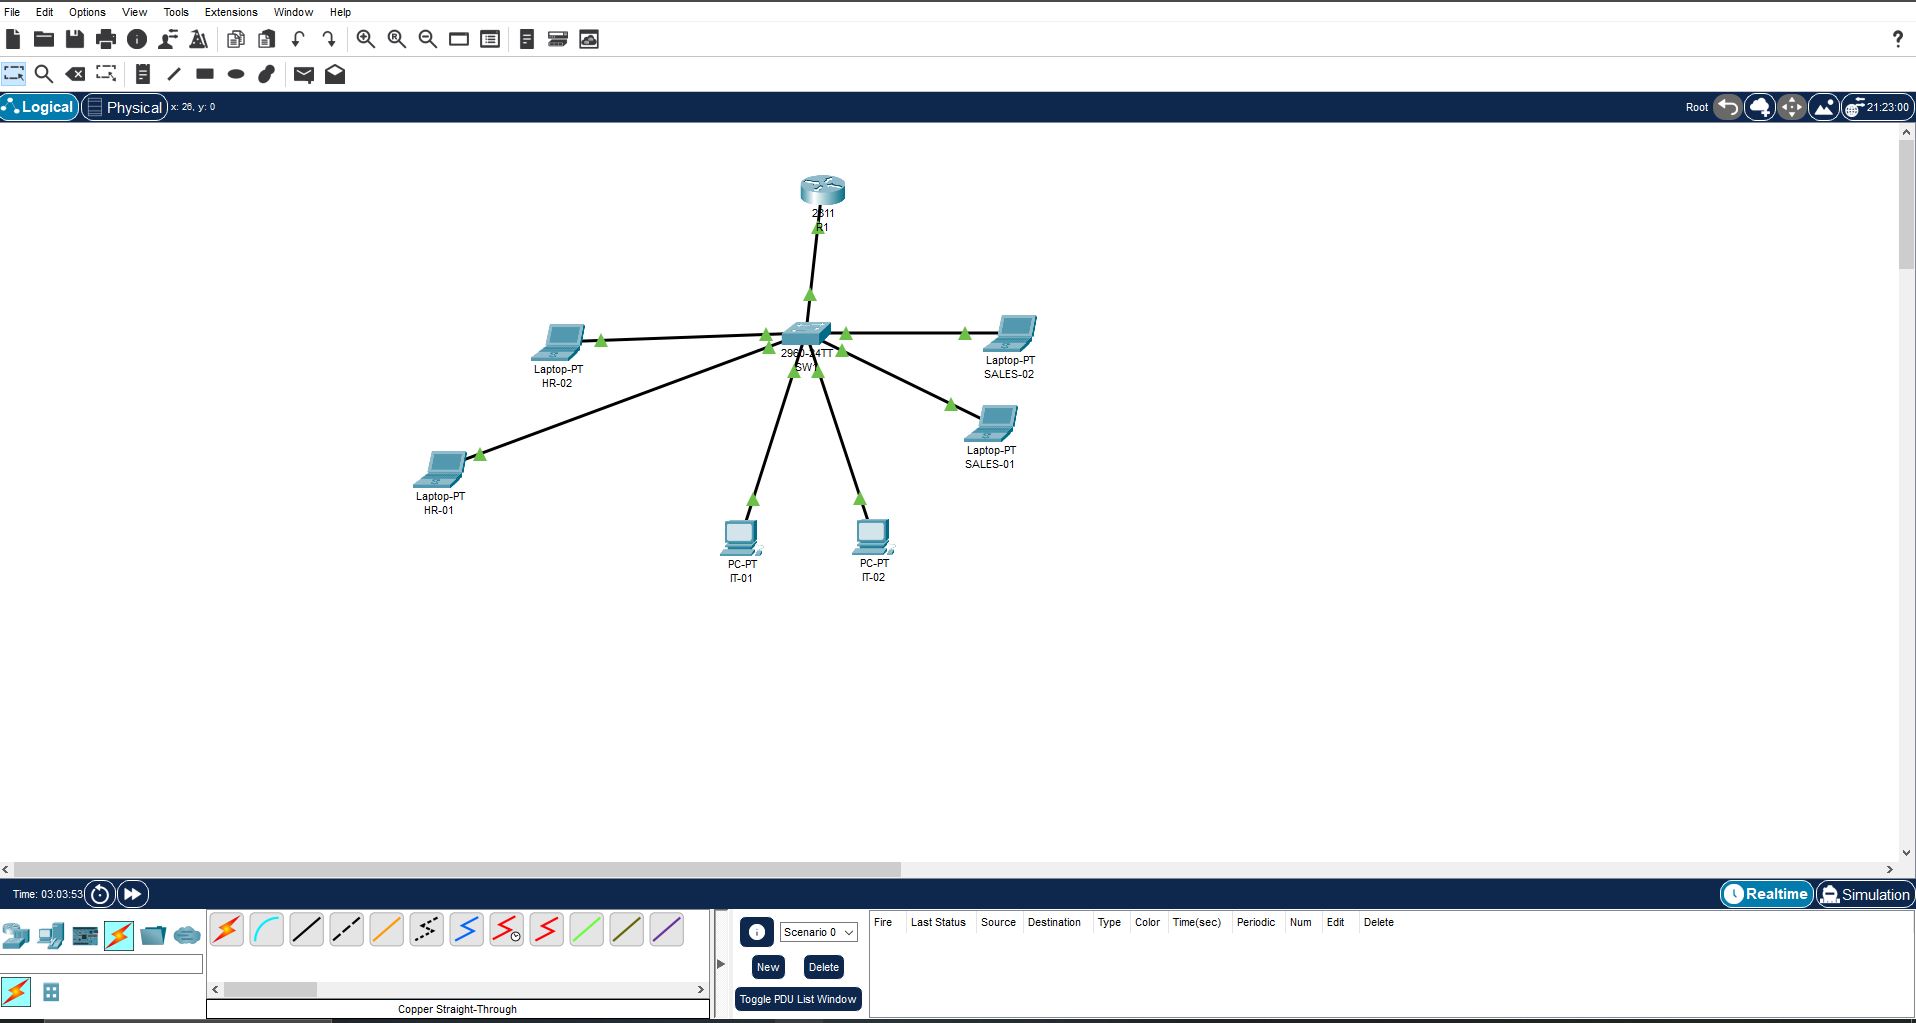 File Edit Options View Tools Extensions Window Help
?
Logical Physical x: 26, y: 0 Root 21:23:00
2811
R1
2960-24TT
SW1
Laptop-PT
SALES-02
Laptop-PT
HR-02
Laptop-PT
SALES-01
Laptop-PT
HR-01
PC-PT
IT-01
PC-PT
IT-02
Time: 03:03:53 Realtime Simulation
Scenario 0
New Delete
Toggle PDU List Window
Fire Last Status Source Destination Type Color Time(sec) Periodic Num Edit Delete
Copper Straight-Through